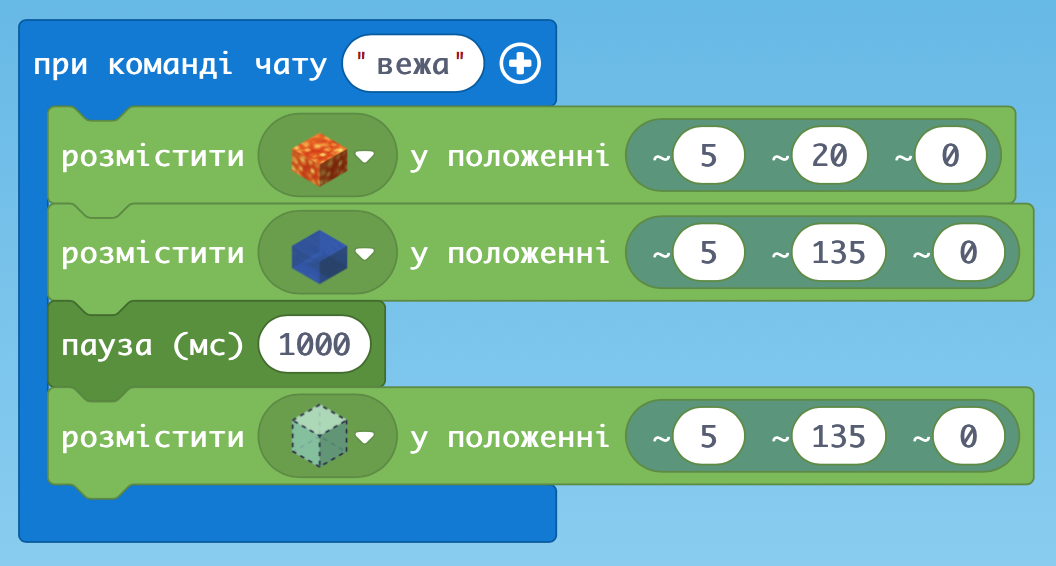 при команді чату "вежа"
розмістити у положенні ~5 ~20 ~0
розмістити у положенні ~5 ~135 ~0
пауза (мс) 1000
розмістити у положенні ~5 ~135 ~0